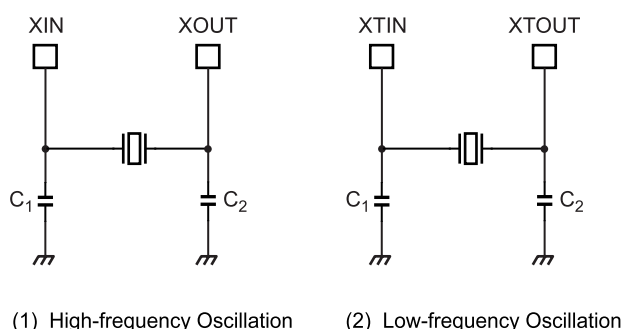 XIN XOUT XTIN XTOUT
C1 C2 C1 C2
(1) High-frequency Oscillation (2) Low-frequency Oscillation